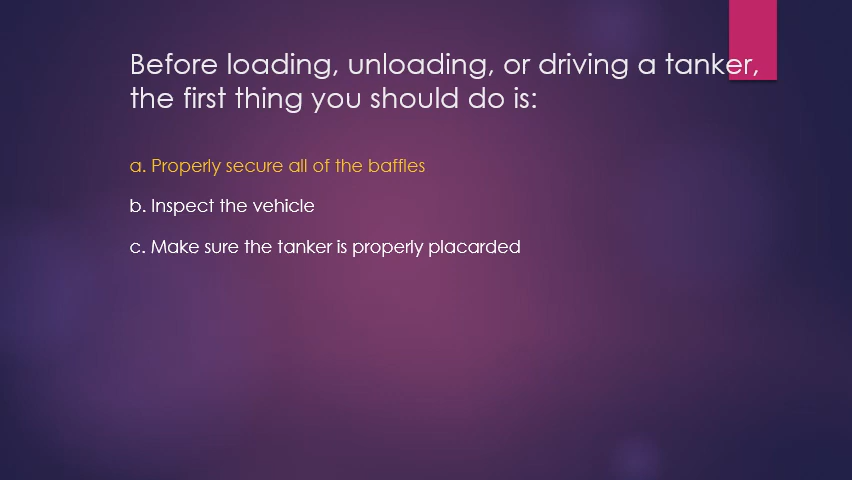 Before loading, unloading, or driving a tanker,
the first thing you should do is:
a. Properly secure all of the baffles
b. Inspect the vehicle
c. Make sure the tanker is properly placarded